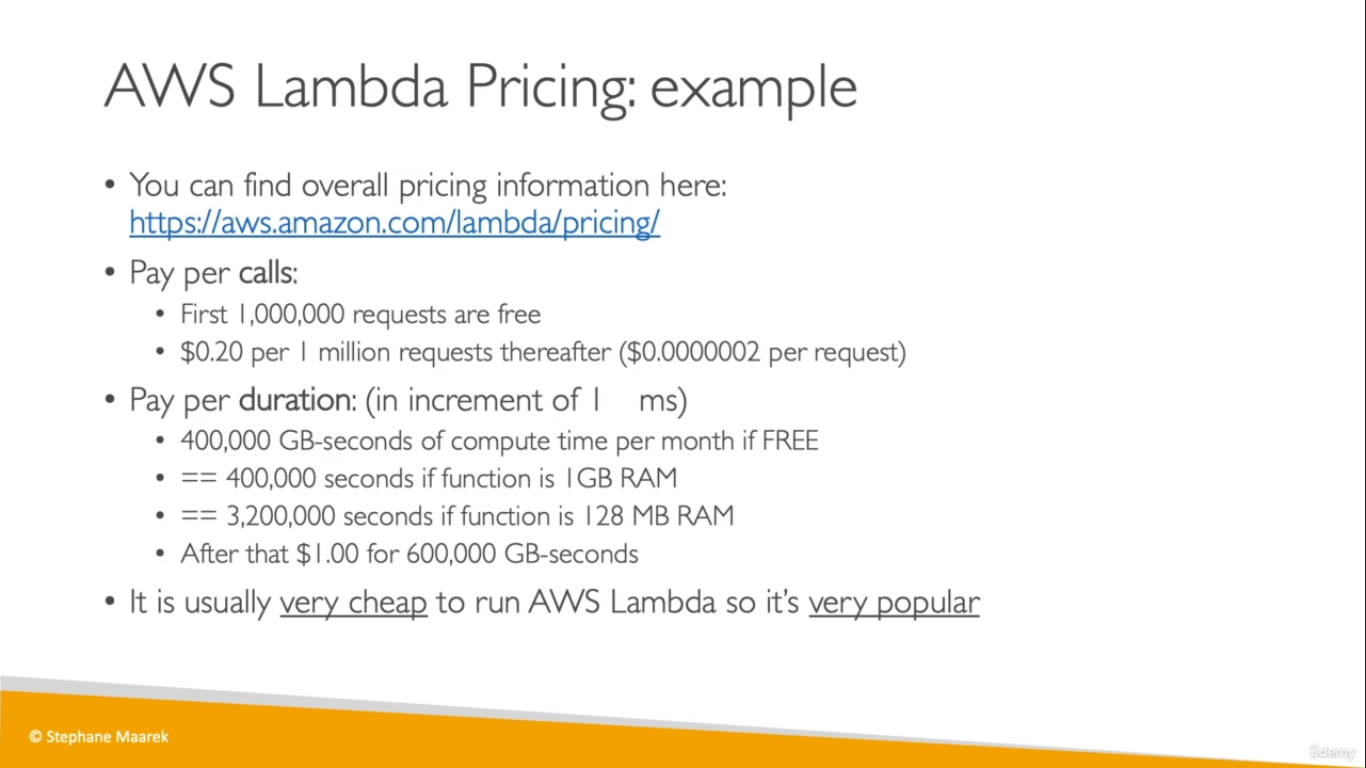 AWS Lambda Pricing: example
• You can find overall pricing information here:
https://aws.amazon.com/lambda/pricing/
• Pay per calls:
• First 1,000,000 requests are free
• $0.20 per 1 million requests thereafter ($0.0000002 per request)
• Pay per duration: (in increment of 1 ms)
• 400,000 GB-seconds of compute time per month if FREE
• == 400,000 seconds if function is 1GB RAM
• == 3,200,000 seconds if function is 128 MB RAM
• After that $1.00 for 600,000 GB-seconds
• It is usually very cheap to run AWS Lambda so it's very popular
© Stephane Maarek
ûdemy